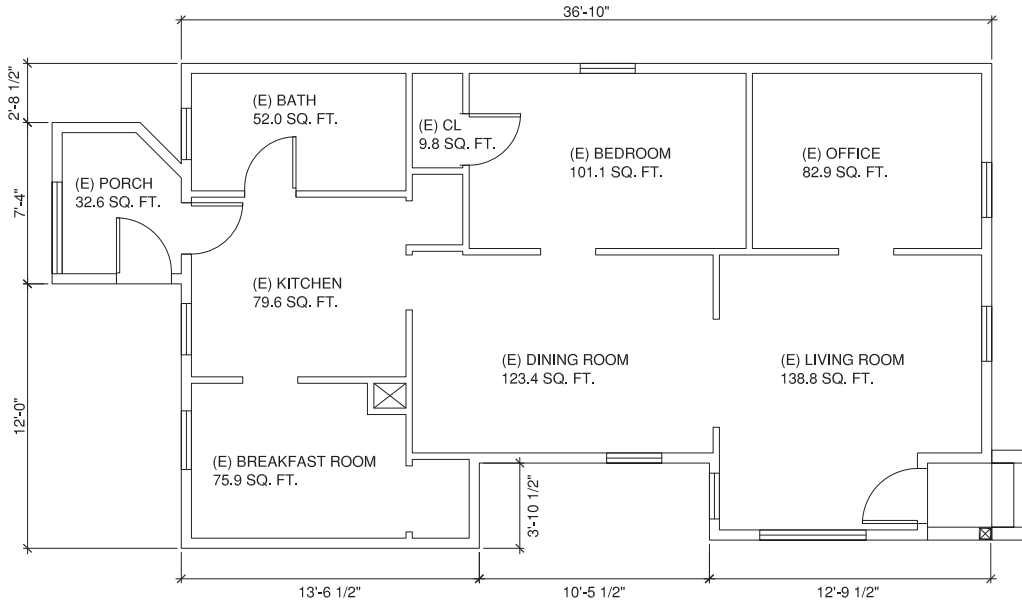 36'-10"
2'-8 1/2"
(E) BATH
52.0 SQ. FT.
(E) CL
9.8 SQ. FT.
(E) BEDROOM
101.1 SQ. FT.
(E) OFFICE
82.9 SQ. FT.
(E) PORCH
32.6 SQ. FT.
7'-4"
(E) KITCHEN
79.6 SQ. FT.
(E) DINING ROOM
123.4 SQ. FT.
(E) LIVING ROOM
138.8 SQ. FT.
12'-0"
(E) BREAKFAST ROOM
75.9 SQ. FT.
3'-10 1/2"
13'-6 1/2"
10'-5 1/2"
12'-9 1/2"